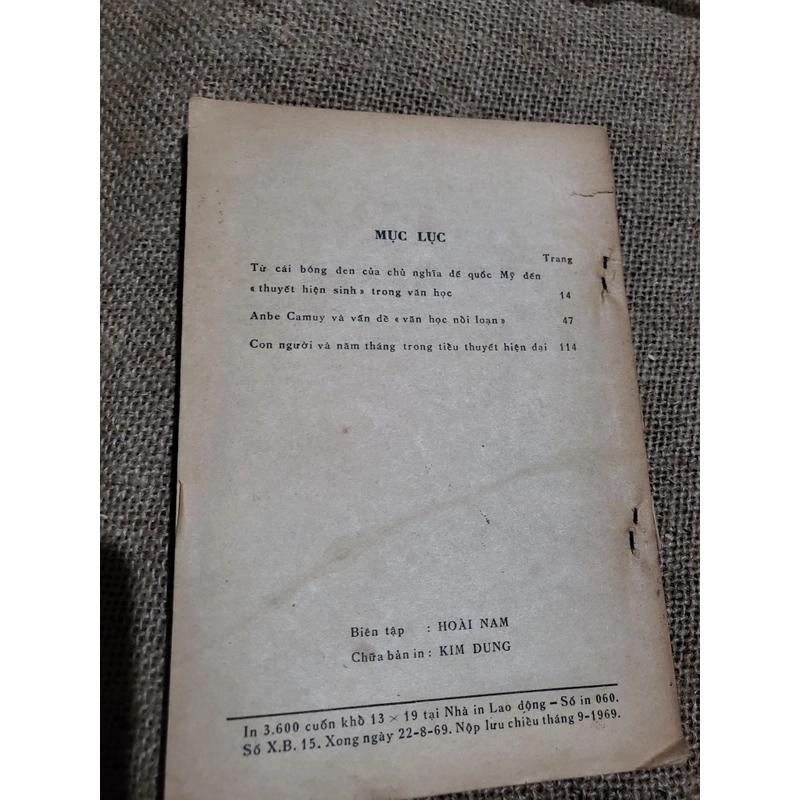 MỤC LỤC
Trang
Từ cái bóng đen của chủ nghĩa đế quốc Mỹ đến
« thuyết hiện sinh » trong văn học 14
Anbe Camuy và vấn đề « văn học nổi loạn » 47
Con người và năm tháng trong tiểu thuyết hiện đại 114
Biên tập : HOÀI NAM
Chữa bản in : KIM DUNG
In 3.600 cuốn khổ 13 × 19 tại Nhà in Lao động – Số in 060.
Số X.B. 15. Xong ngày 22-8-69. Nộp lưu chiểu tháng 9-1969.